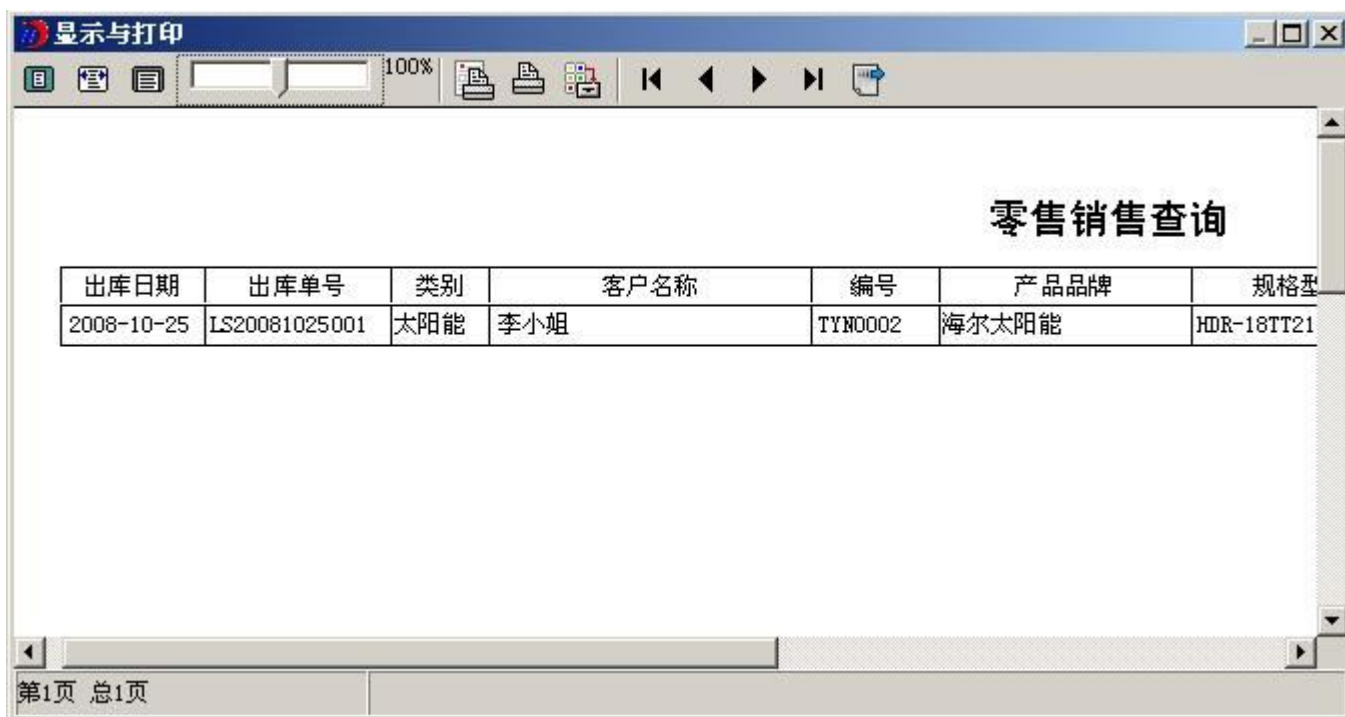 显示与打印
100%
零售销售查询
出库日期 出库单号 类别 客户名称 编号 产品品牌 规格型
2008-10-25 LS20081025001 太阳能 李小姐 TYN0002 海尔太阳能 HDR-18TT21
第1页 总1页